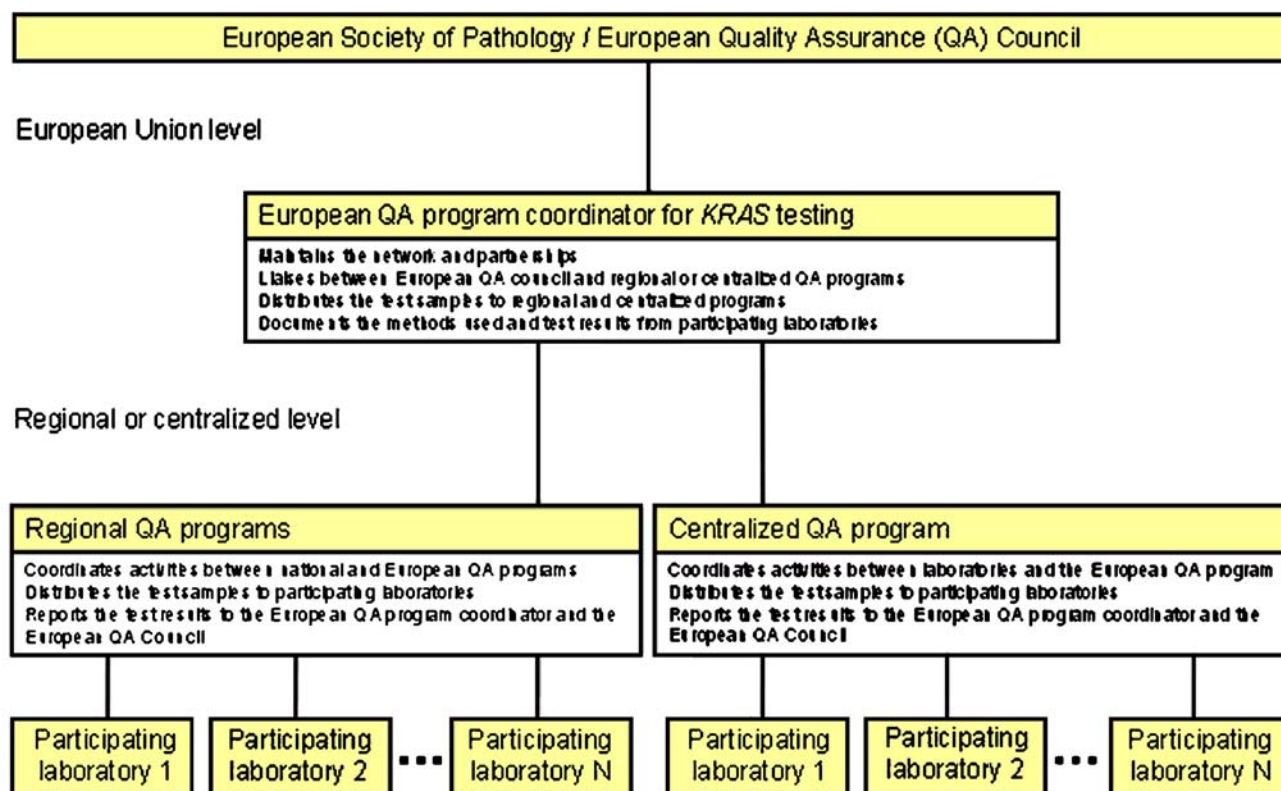 European Society of Pathology / European Quality Assurance (QA) Council
European Union level
European QA program coordinator for KRAS testing
Maintains the network and partnerships
Liaises between European QA council and regional or centralized QA programs
Distributes the test samples to regional and centralized programs
Documents the methods used and test results from participating laboratories
Regional or centralized level
Regional QA programs
Coordinates activities between national and European QA programs
Distributes the test samples to participating laboratories
Reports the test results to the European QA program coordinator and the
European QA Council
Centralized QA program
Coordinates activities between laboratories and the European QA program
Distributes the test samples to participating laboratories
Reports the test results to the European QA program coordinator and the
European QA Council
Participating
laboratory 1
Participating
laboratory 2
...
Participating
laboratory N
Participating
laboratory 1
Participating
laboratory 2
...
Participating
laboratory N